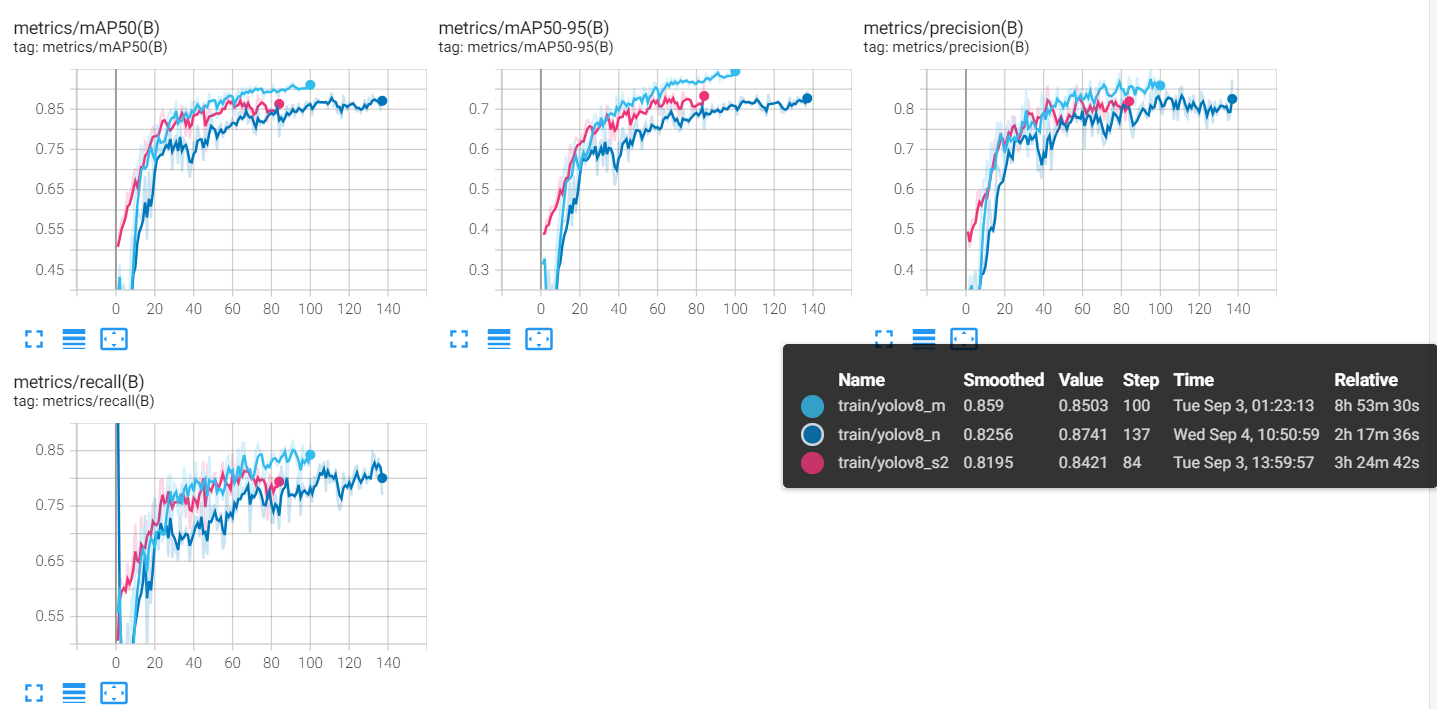 metrics/mAP50(B)
tag: metrics/mAP50(B)
0.85
0.75
0.65
0.55
0.45
0 20 40 60 80 100 120 140
metrics/mAP50-95(B)
tag: metrics/mAP50-95(B)
0.7
0.6
0.5
0.4
0.3
0 20 40 60 80 100 120 140
metrics/precision(B)
tag: metrics/precision(B)
0.8
0.7
0.6
0.5
0.4
0 20 40 60 80 100 120 140
metrics/recall(B)
tag: metrics/recall(B)
0.85
0.75
0.65
0.55
0 20 40 60 80 100 120 140
Name Smoothed Value Step Time Relative
train/yolov8_m 0.859 0.8503 100 Tue Sep 3, 01:23:13 8h 53m 30s
train/yolov8_n 0.8256 0.8741 137 Wed Sep 4, 10:50:59 2h 17m 36s
train/yolov8_s2 0.8195 0.8421 84 Tue Sep 3, 13:59:57 3h 24m 42s